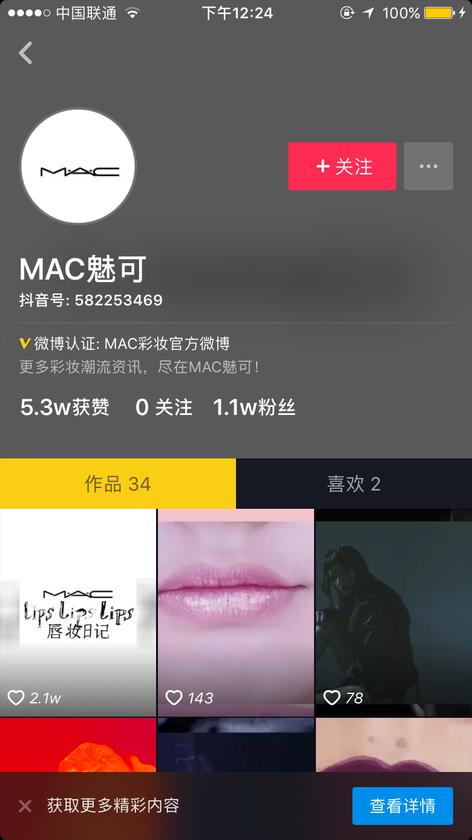 中国联通
下午12:24
100%
MAC
+ 关注
MAC魅可
抖音号: 582253469
微博认证: MAC彩妆官方微博
更多彩妆潮流资讯，尽在MAC魅可！
5.3w获赞 0 关注 1.1w粉丝
作品 34
喜欢 2
MAC
Lips Lips Lips
唇妆日记
2.1w
143
78
获取更多精彩内容
查看详情